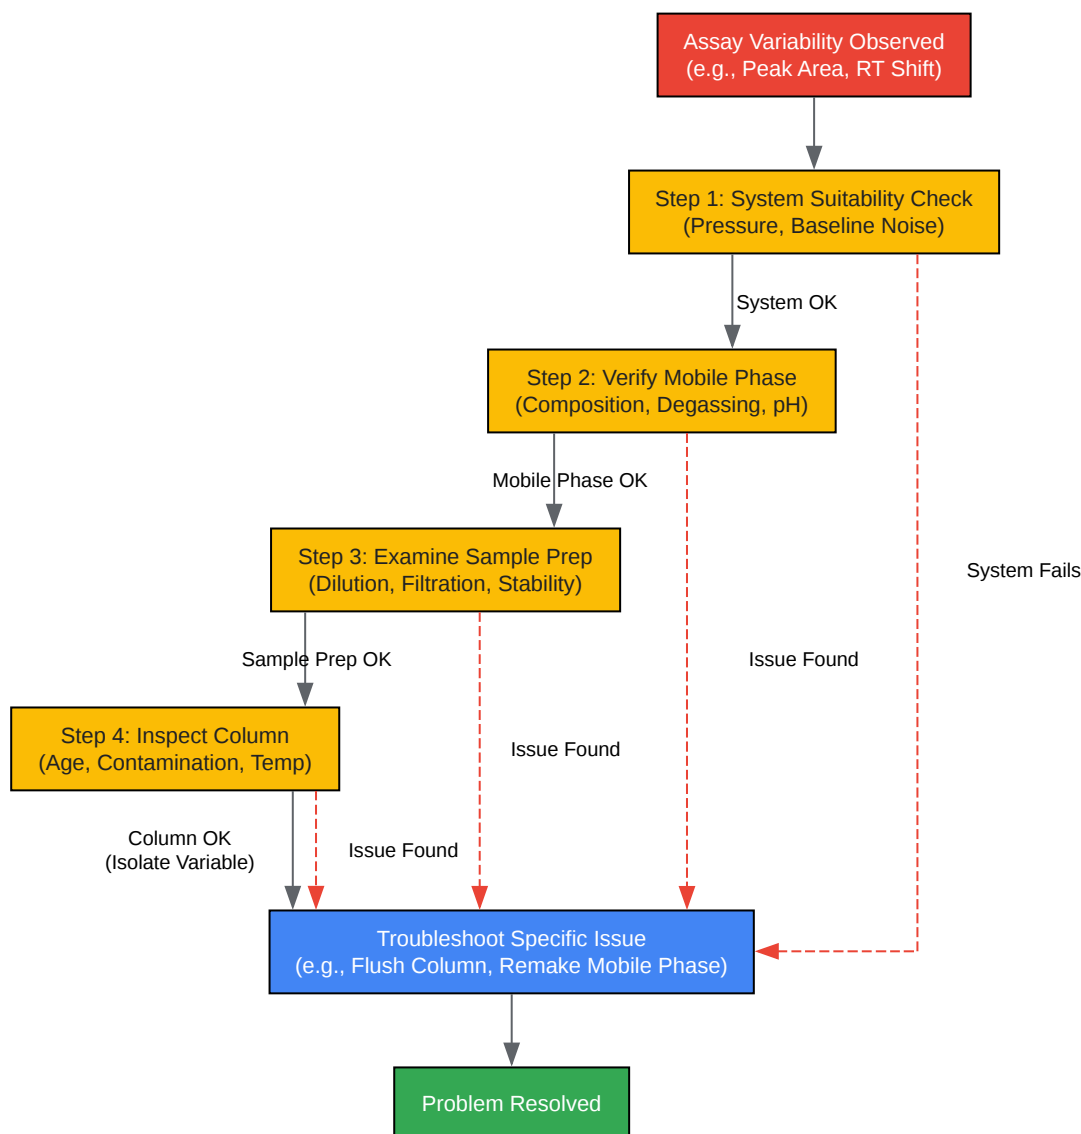 Assay Variability Observed
(e.g., Peak Area, RT Shift)
Step 1: System Suitability Check
(Pressure, Baseline Noise)
System OK
Step 2: Verify Mobile Phase
(Composition, Degassing, pH)
Mobile Phase OK
Step 3: Examine Sample Prep
(Dilution, Filtration, Stability)
System Fails
Sample Prep OK
Issue Found
Step 4: Inspect Column
(Age, Contamination, Temp)
Issue Found
Column OK
(Isolate Variable)
Issue Found
Troubleshoot Specific Issue
(e.g., Flush Column, Remake Mobile Phase)
Problem Resolved